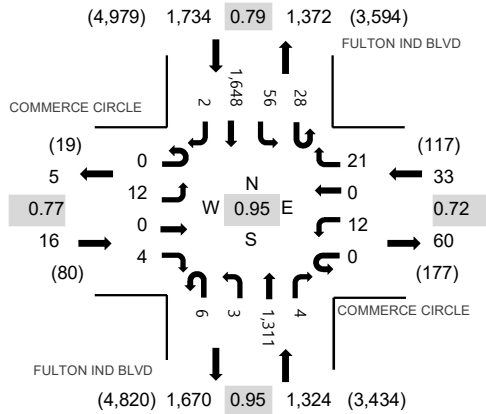 (4,979) 1,734 0.79 1,372 (3,594)
FULTON IND BLVD
2 1,648 56 28
COMMERCE CIRCLE
(19) 0 21 (117)
5 12 0 33
0.77 0 12 0.72
16 4 0 60
(80) (177)
N
W 0.95 E
S
6 3 1,311 4
COMMERCE CIRCLE
FULTON IND BLVD
(4,820) 1,670 0.95 1,324 (3,434)